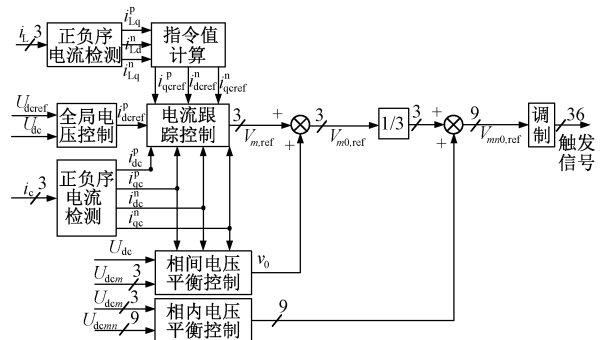 i_L 3
正负序
电流检测
i^p_Lq
i^n_Ld
i^n_Lq
指令值
计算
i^p_qcref i^n_dcref i^n_qcref
U_dcref
U_dc
全局电
压控制
i^p_dcref
电流跟
踪控制
3
V_m,ref
+
+
3
V_m0,ref
1/3
3
+
+
9
V_mn0,ref
调
制
36
触发
信号
i_c 3
正负序
电流
检测
i^p_dc
i^p_qc
i^n_dc
i^n_qc
U_dc
U_dcm 3
相间电压
平衡控制
v_0
U_dcm 3
U_dcmn 9
相内电压
平衡控制
9